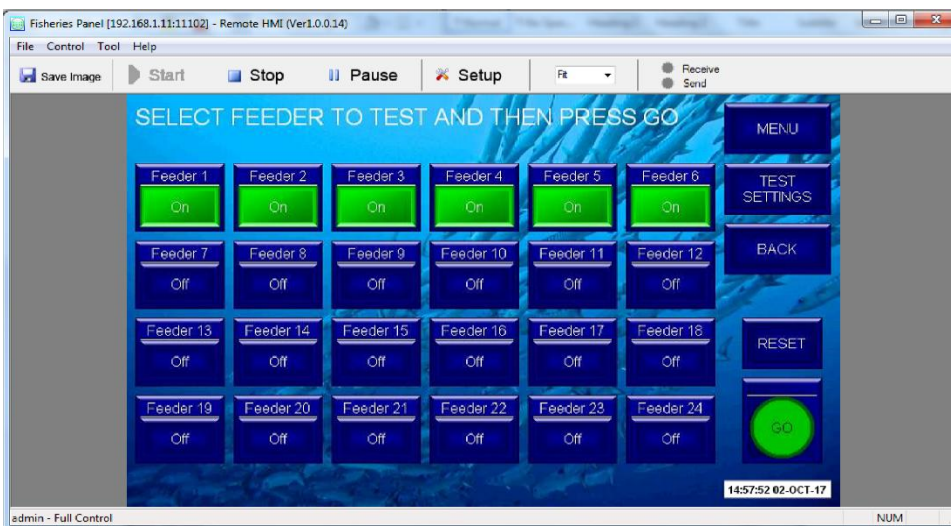 Fisheries Panel [192.168.1.11:11102] - Remote HMI (Ver1.0.0.14)
File Control Tool Help
Save Image Start Stop Pause Setup Fit Receive
Send
SELECT FEEDER TO TEST AND THEN PRESS GO
MENU
Feeder 1 Feeder 2 Feeder 3 Feeder 4 Feeder 5 Feeder 6
On On On On On On
TEST
SETTINGS
Feeder 7 Feeder 8 Feeder 9 Feeder 10 Feeder 11 Feeder 12
Off Off Off Off Off Off
BACK
Feeder 13 Feeder 14 Feeder 15 Feeder 16 Feeder 17 Feeder 18
Off Off Off Off Off Off
RESET
Feeder 19 Feeder 20 Feeder 21 Feeder 22 Feeder 23 Feeder 24
Off Off Off Off Off Off
GO
14:57:52 02-OCT-17
admin - Full Control NUM